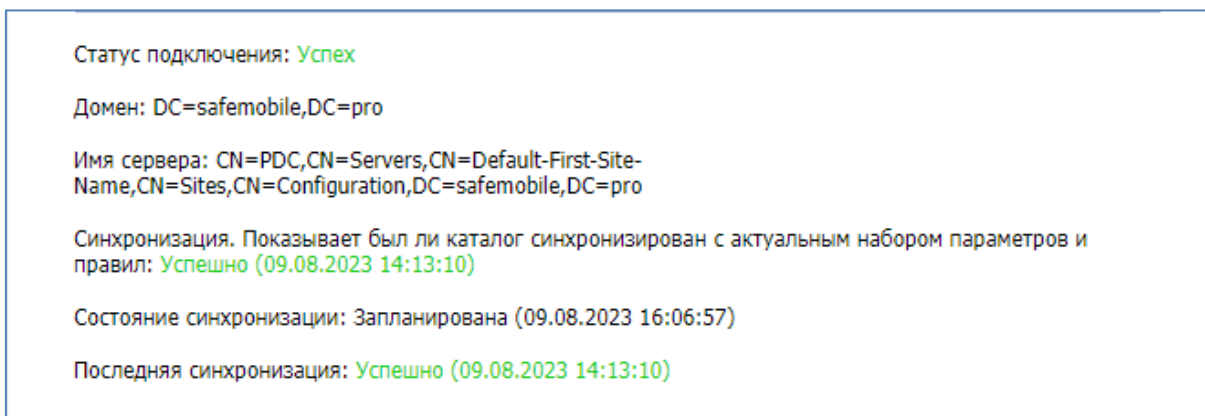 Статус подключения: Успех
Домен: DC=safemobile,DC=pro
Имя сервера: CN=PDC,CN=Servers,CN=Default-First-Site-
Name,CN=Sites,CN=Configuration,DC=safemobile,DC=pro
Синхронизация. Показывает был ли каталог синхронизирован с актуальным набором параметров и
правил: Успешно (09.08.2023 14:13:10)
Состояние синхронизации: Запланирована (09.08.2023 16:06:57)
Последняя синхронизация: Успешно (09.08.2023 14:13:10)